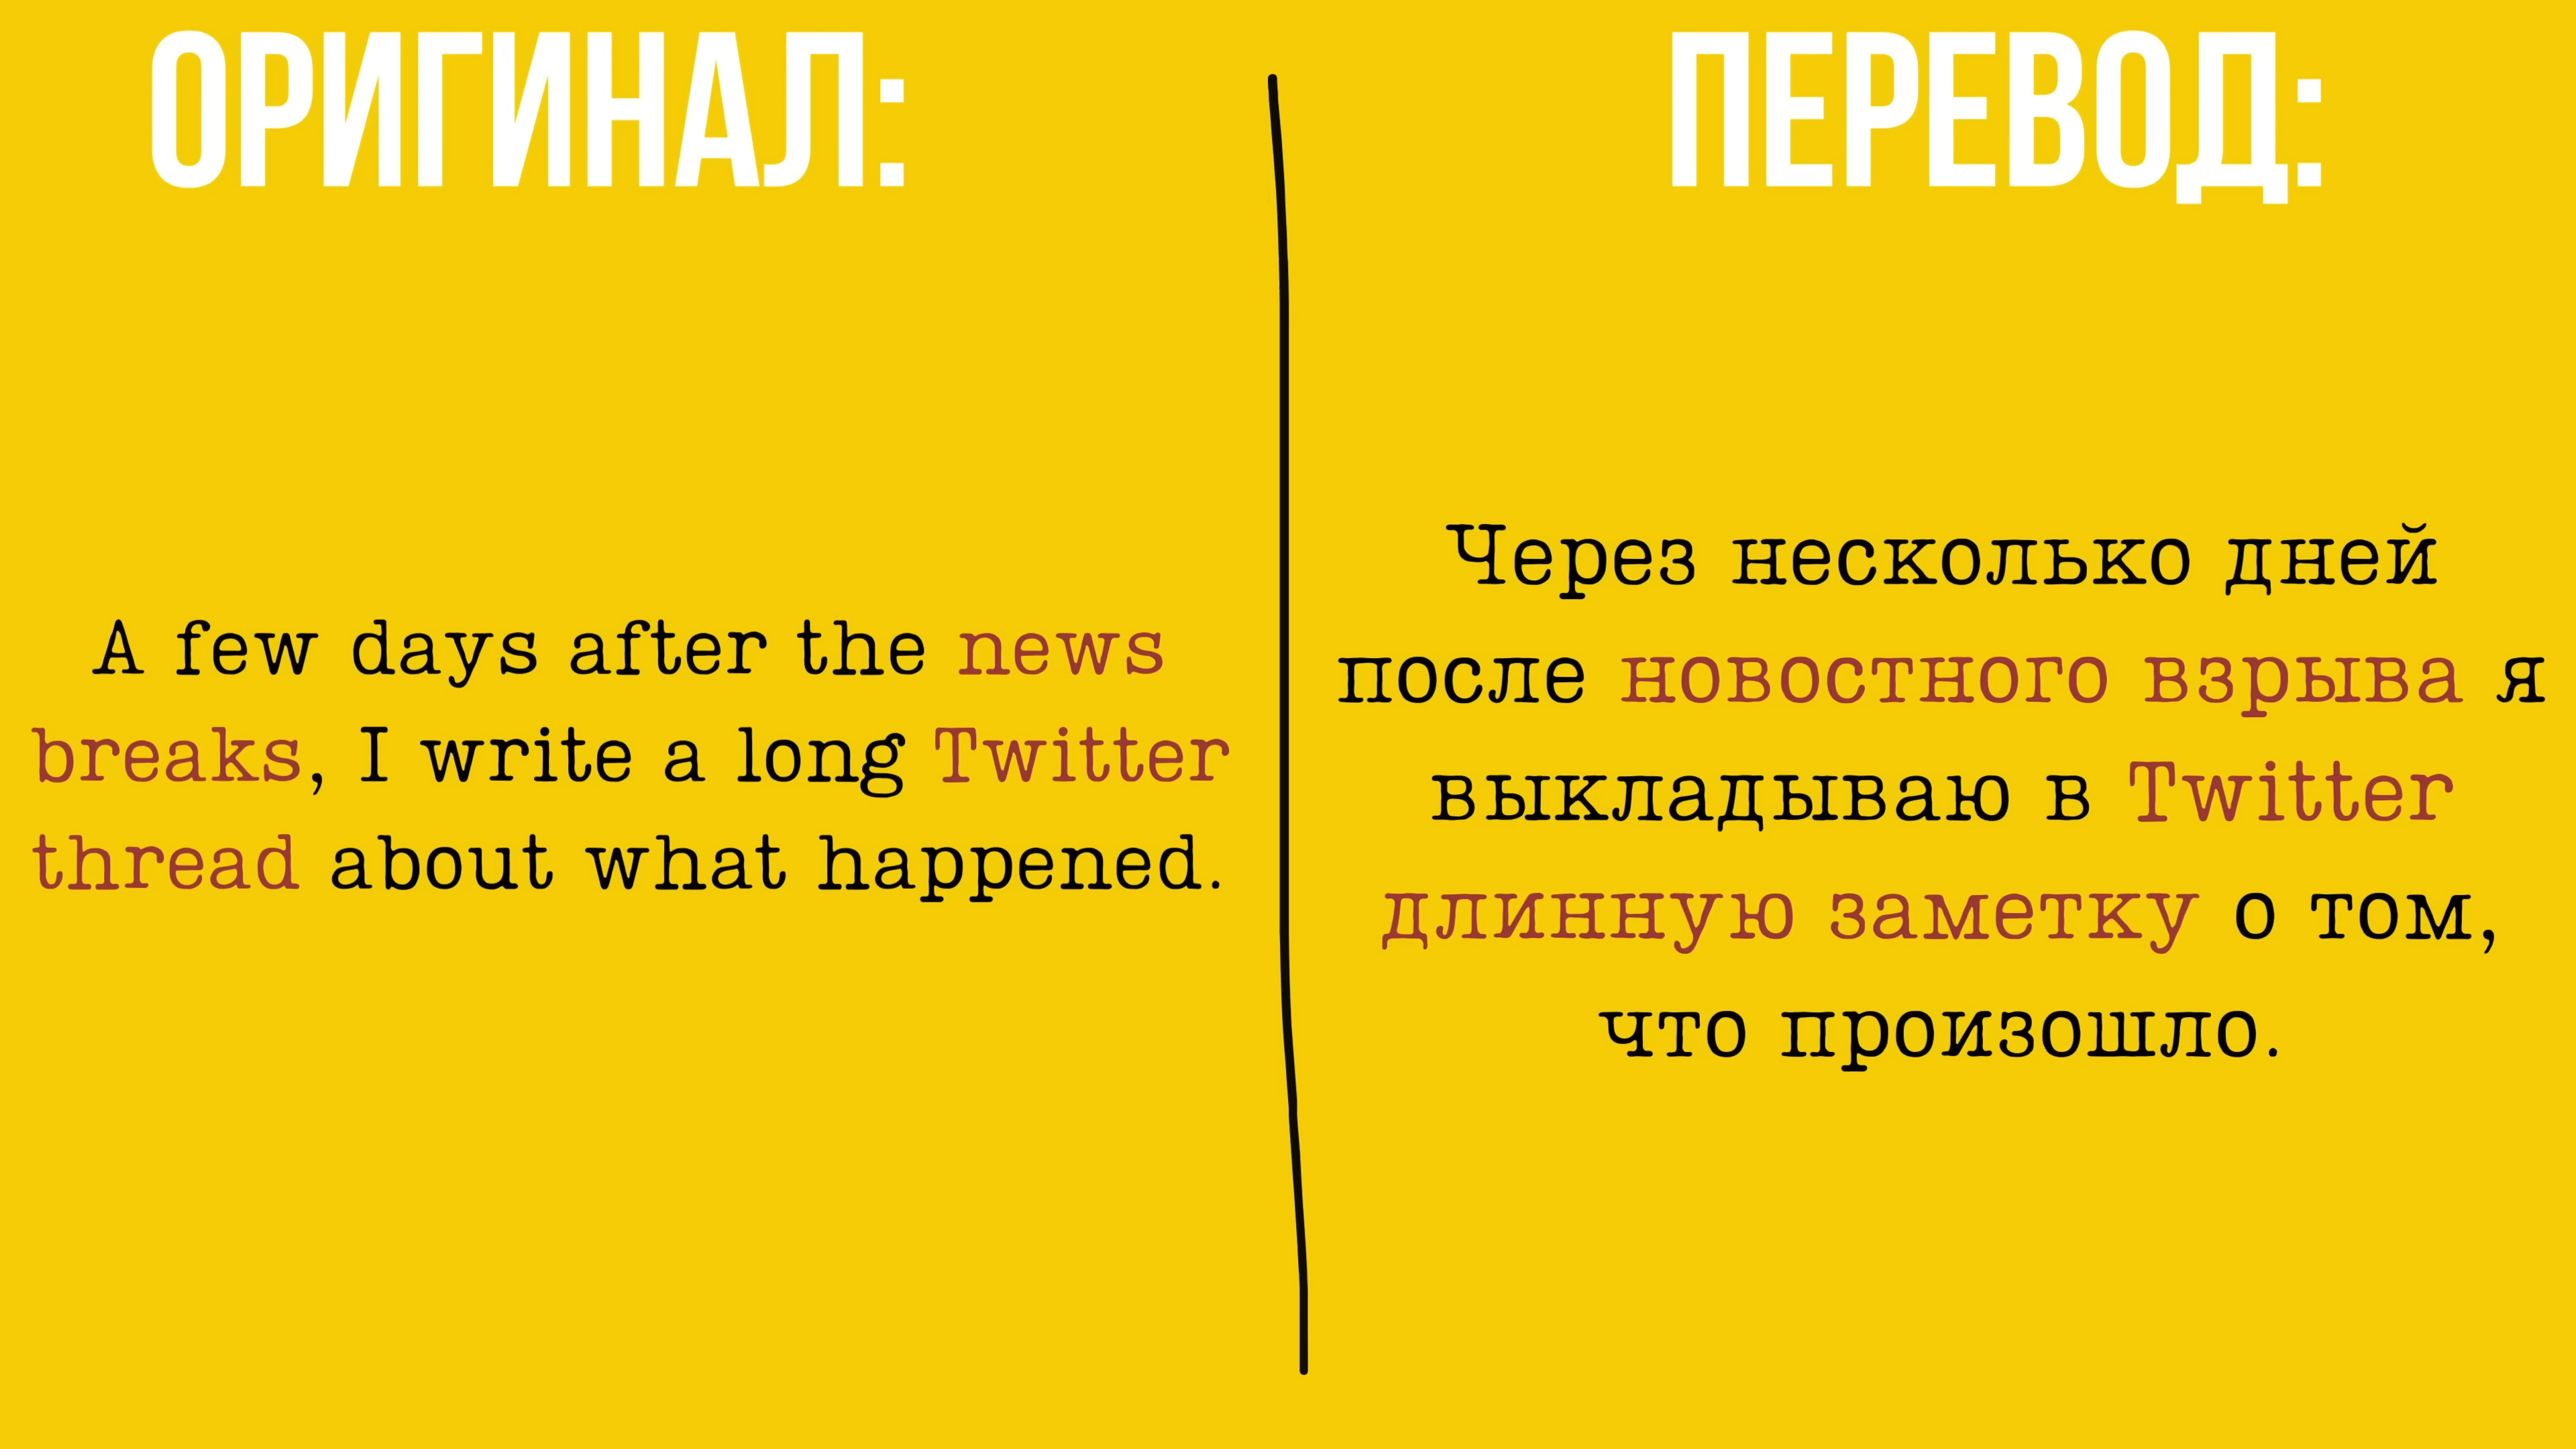 ОРИГИНАЛ:
A few days after the news
breaks, I write a long Twitter
thread about what happened.
ПЕРЕВОД:
Через несколько дней
после новостного взрыва я
выкладываю в Twitter
длинную заметку о том,
что произошло.